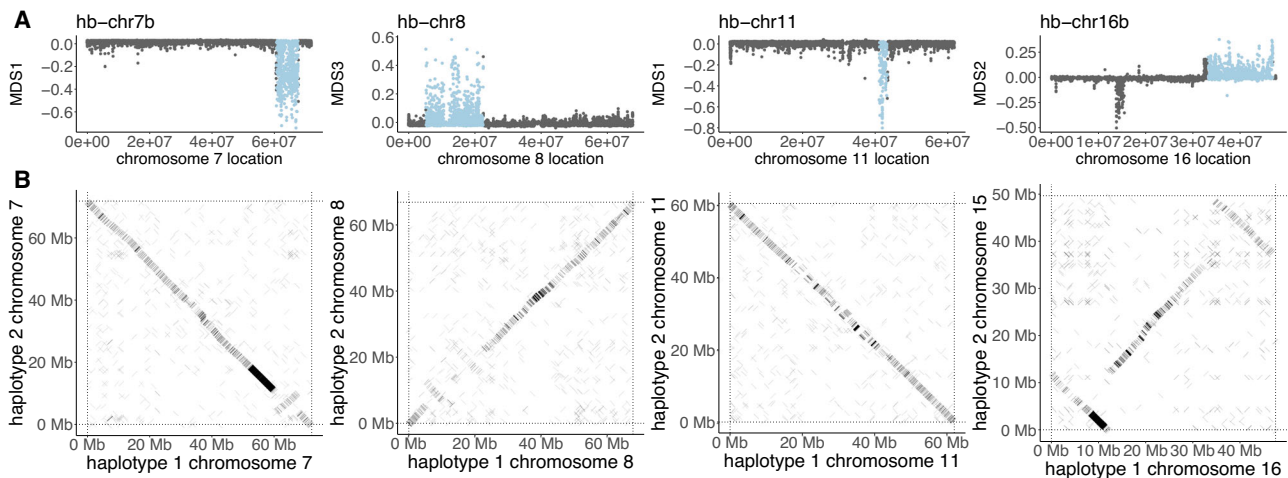 A
hb−chr7b
MDS1
0.0
−0.2
−0.4
−0.6
0e+00 2e+07 4e+07 6e+07
chromosome 7 location
hb−chr8
MDS3
0.6
0.4
0.2
0.0
0e+00 2e+07 4e+07 6e+07
chromosome 8 location
hb−chr11
MDS1
0.0
−0.2
−0.4
−0.6
−0.8
0e+00 2e+07 4e+07 6e+07
chromosome 11 location
hb−chr16b
MDS2
0.25
0.00
−0.25
−0.50
0e+00 1e+07 2e+07 3e+07 4e+07
chromosome 16 location
B
haplotype 2 chromosome 7
60 Mb
40 Mb
20 Mb
0 Mb
0 Mb 20 Mb 40 Mb 60 Mb
haplotype 1 chromosome 7
haplotype 2 chromosome 8
60 Mb
40 Mb
20 Mb
0 Mb
0 Mb 20 Mb 40 Mb 60 Mb
haplotype 1 chromosome 8
haplotype 2 chromosome 11
60 Mb
40 Mb
20 Mb
0 Mb
0 Mb 20 Mb 40 Mb 60 Mb
haplotype 1 chromosome 11
haplotype 2 chromosome 15
50 Mb
40 Mb
30 Mb
20 Mb
10 Mb
0 Mb
0 Mb 10 Mb 20 Mb 30 Mb 40 Mb
haplotype 1 chromosome 16